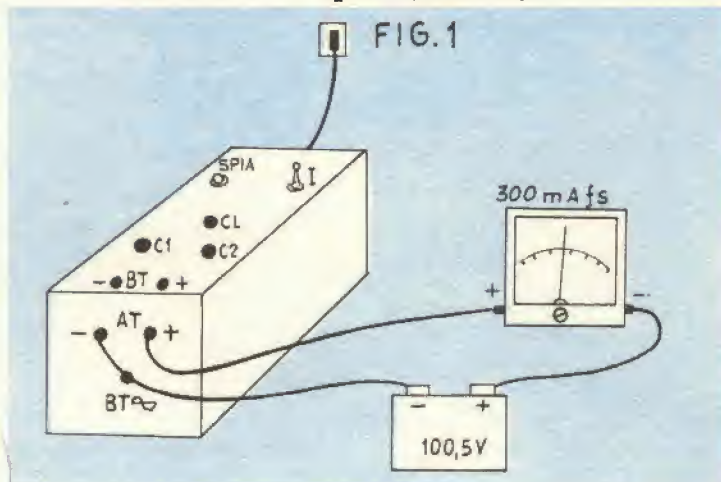 FIG. 1
SPIA
I
CL
C1
C2
- BT +
- AT +
BT
300 mA fs
+ -
- +
100,5V